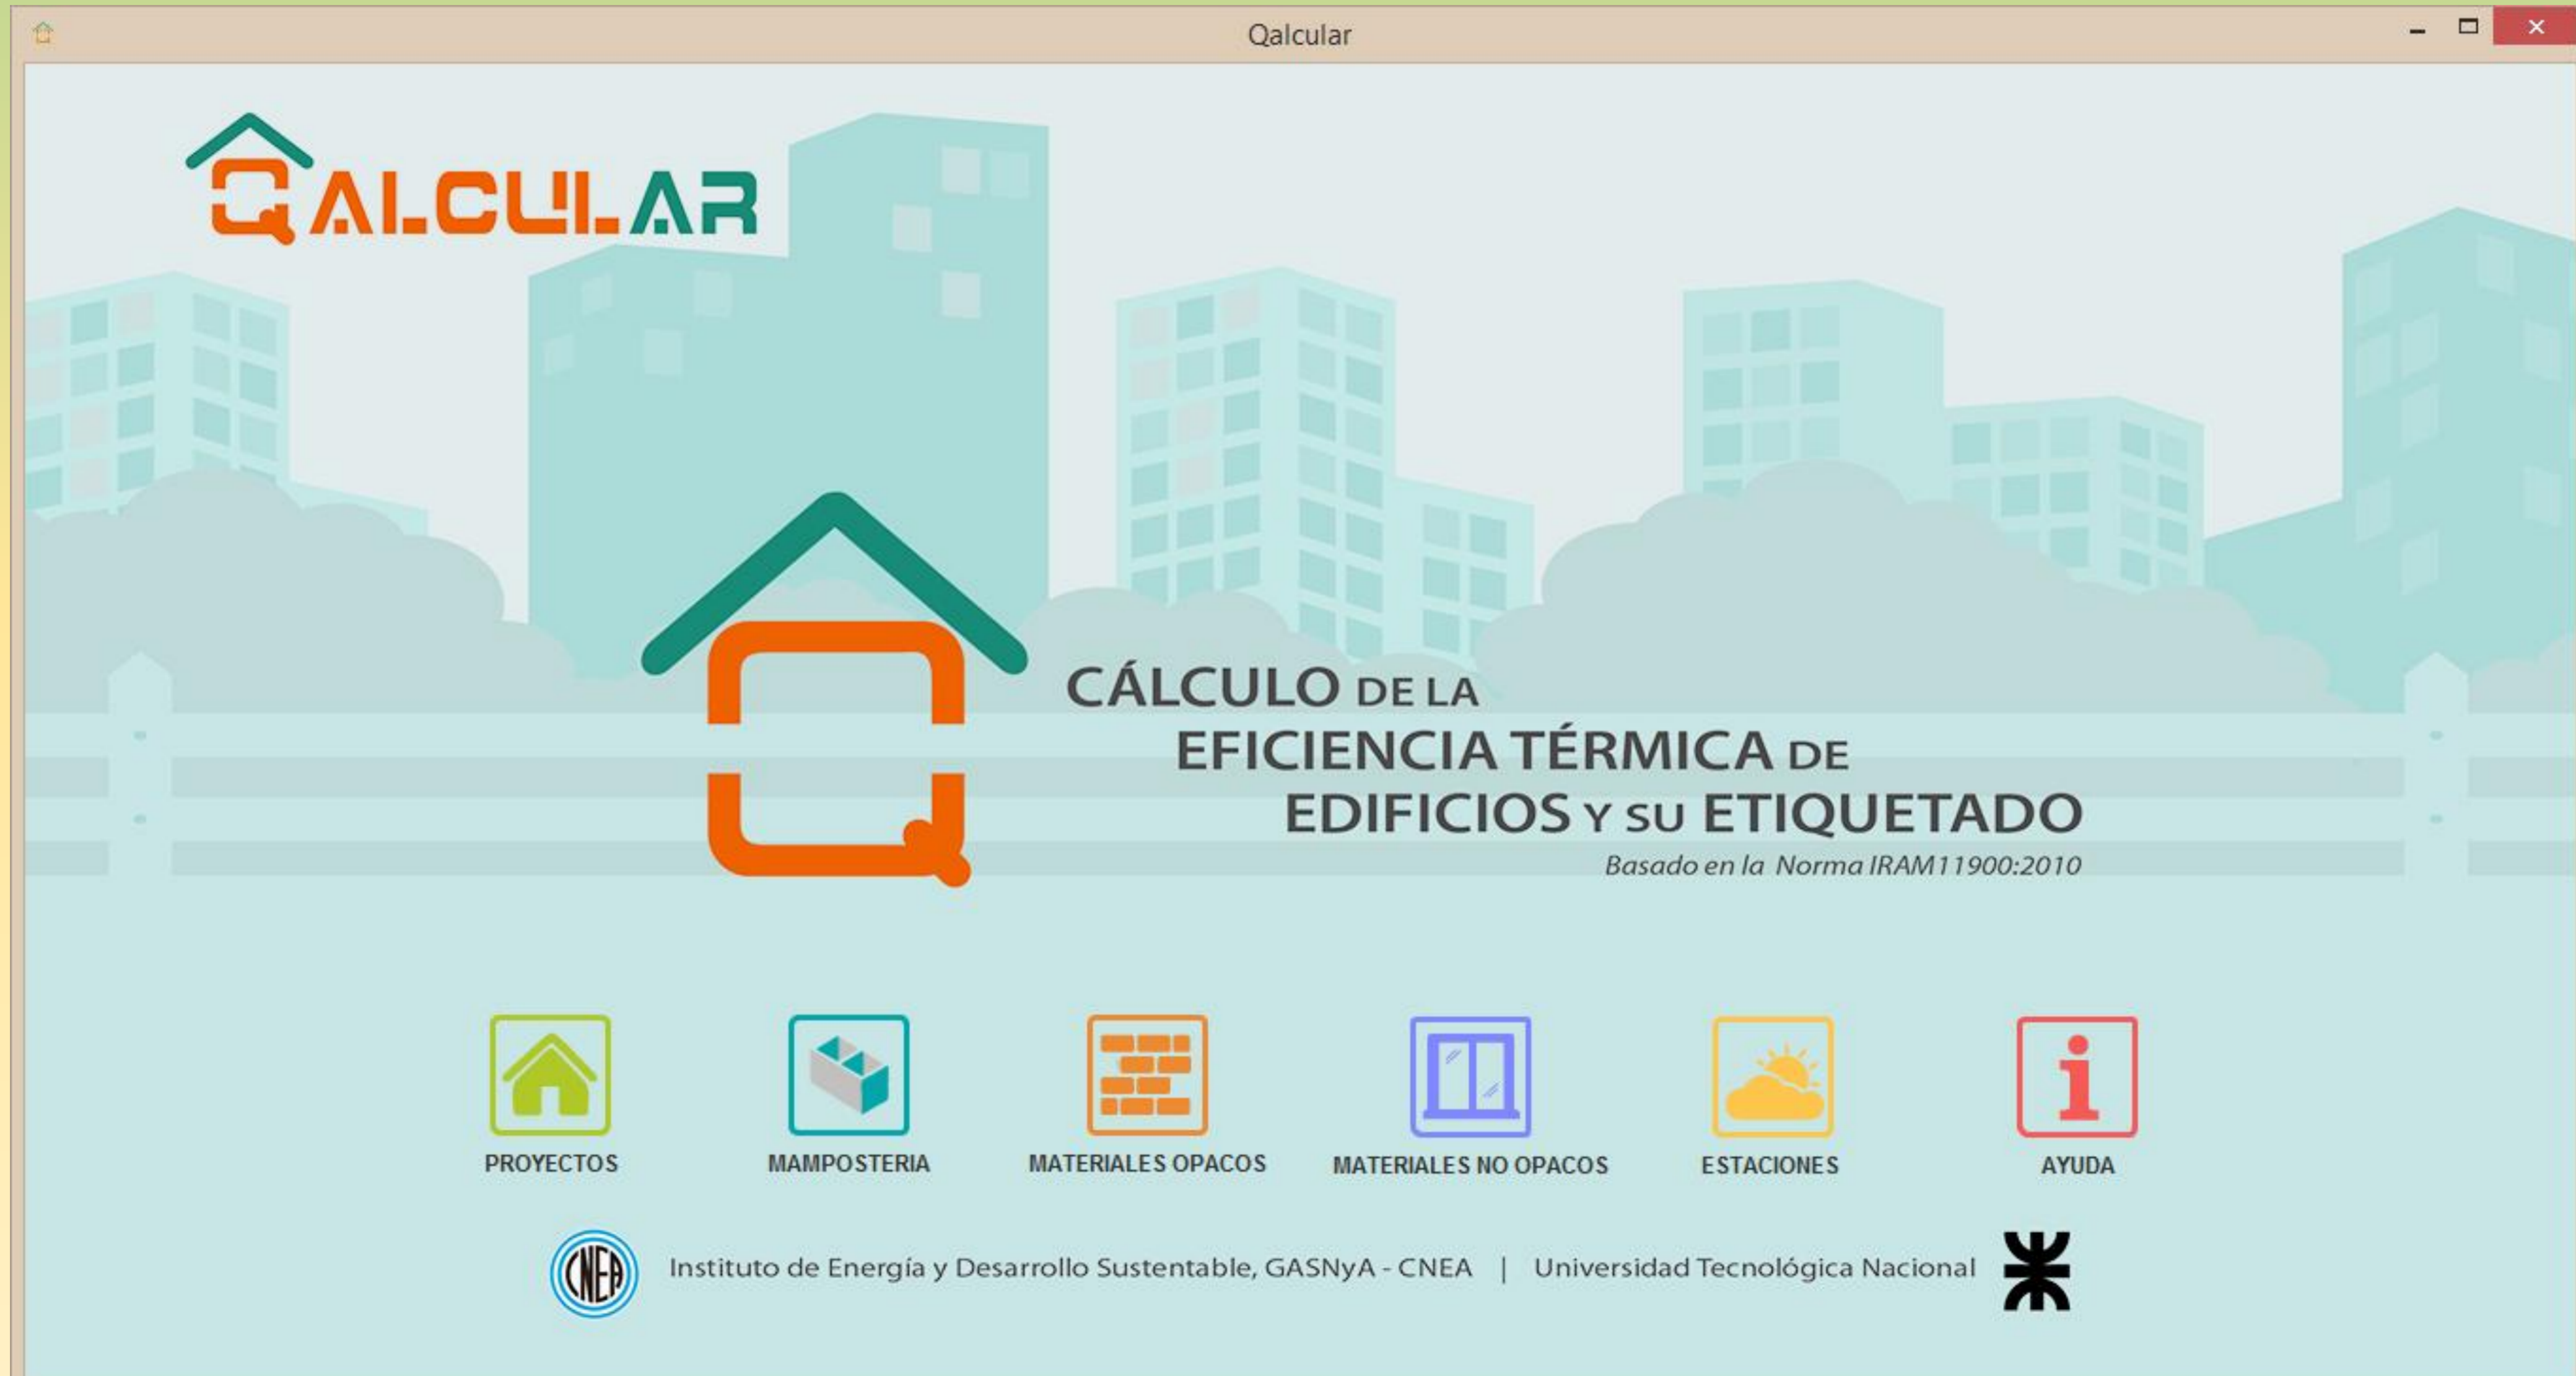 Qalcular
QALCULAR
CÁLCULO DE LA
EFICIENCIA TÉRMICA DE
EDIFICIOS Y SU ETIQUETADO
Basado en la Norma IRAM11900:2010
PROYECTOS
MAMPOSTERIA
MATERIALES OPACOS
MATERIALES NO OPACOS
ESTACIONES
AYUDA
CNEA
Instituto de Energía y Desarrollo Sustentable, GASNyA - CNEA | Universidad Tecnológica Nacional